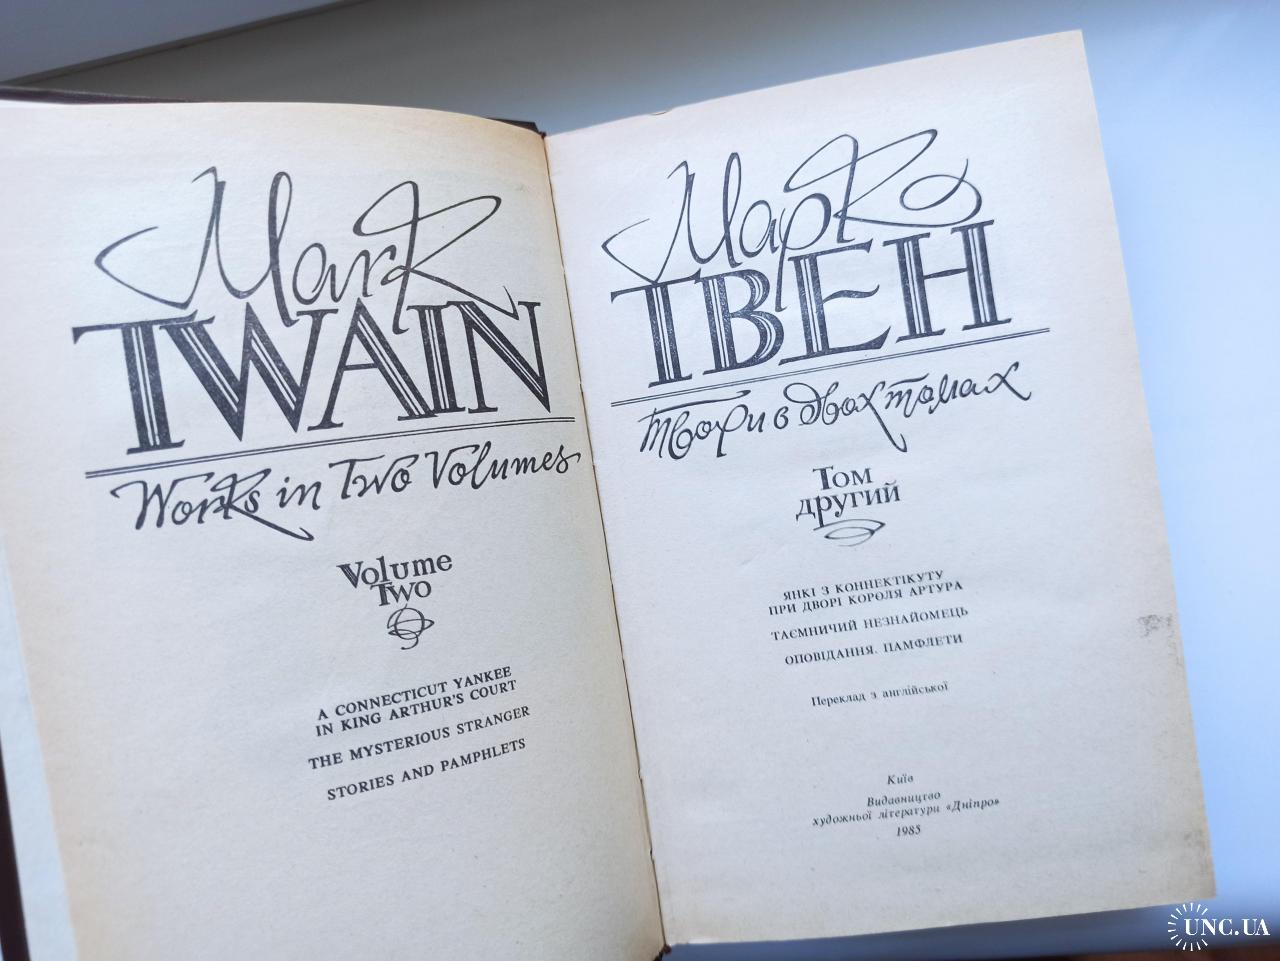 Mark
TWAIN
Works in Two Volumes
Volume
Two
A CONNECTICUT YANKEE
IN KING ARTHUR'S COURT
THE MYSTERIOUS STRANGER
STORIES AND PAMPHLETS
Марк
ТВЕН
Твори в двох томах
Том
другий
ЯНКІ З КОННЕКТІКУТУ
ПРИ ДВОРІ КОРОЛЯ АРТУРА
ТАЄМНИЧИЙ НЕЗНАЙОМЕЦЬ
ОПОВІДАННЯ. ПАМФЛЕТИ
Переклад з англійської
Київ
Видавництво
художньої літератури «Дніпро»
1985
UNC.UA